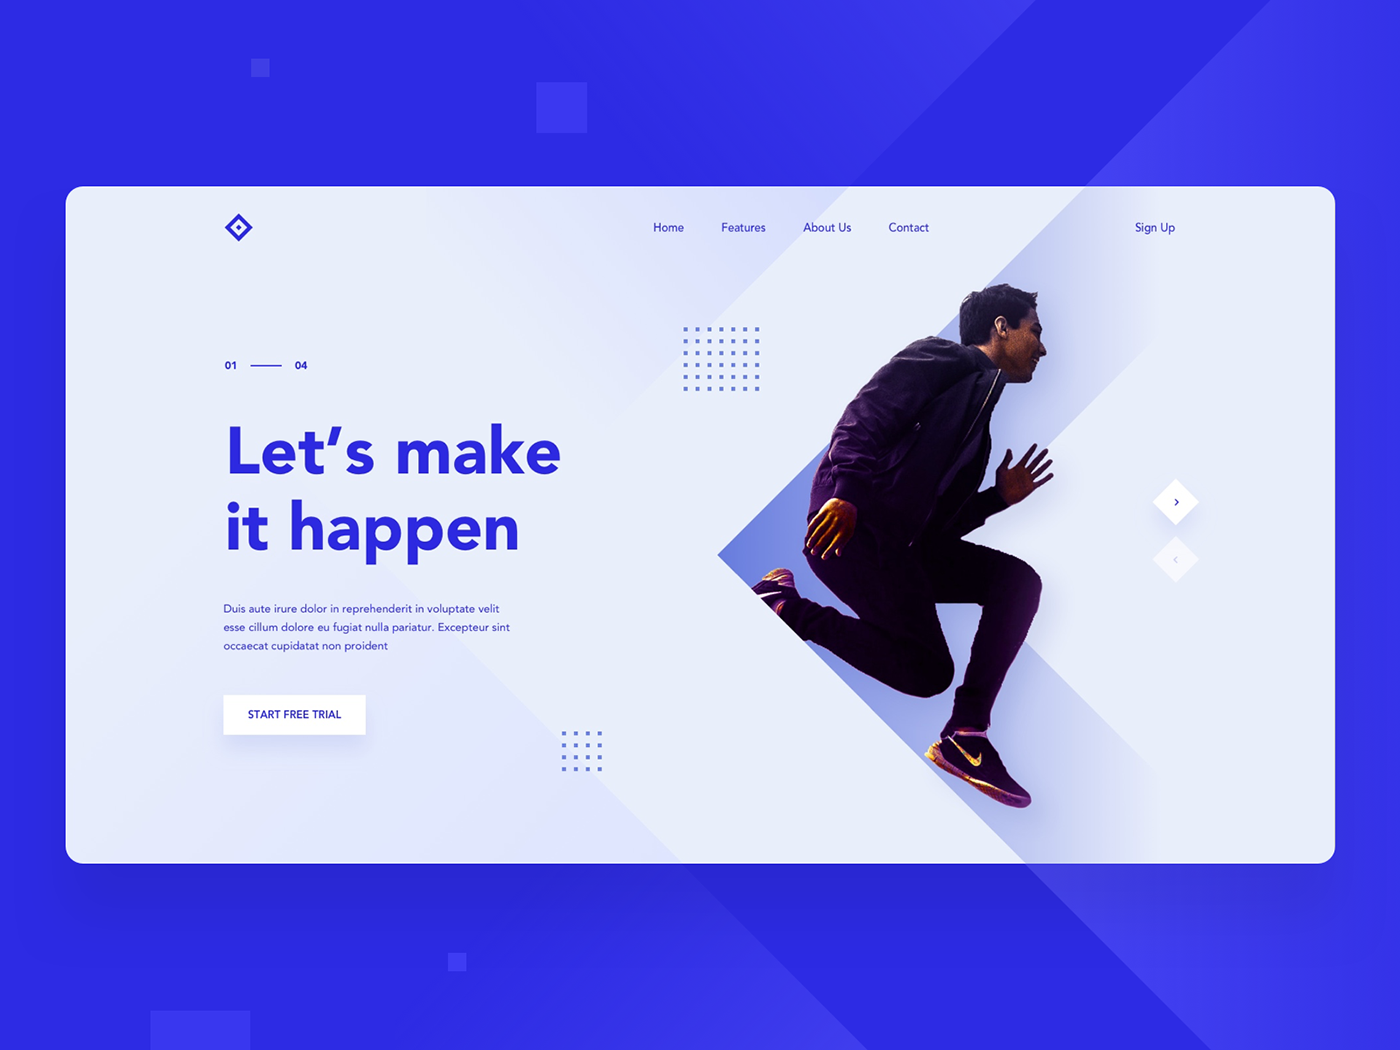 Home Features About Us Contact Sign Up
01 04
Let’s make
it happen
Duis aute irure dolor in reprehenderit in voluptate velit
esse cillum dolore eu fugiat nulla pariatur. Excepteur sint
occaecat cupidatat non proident
START FREE TRIAL